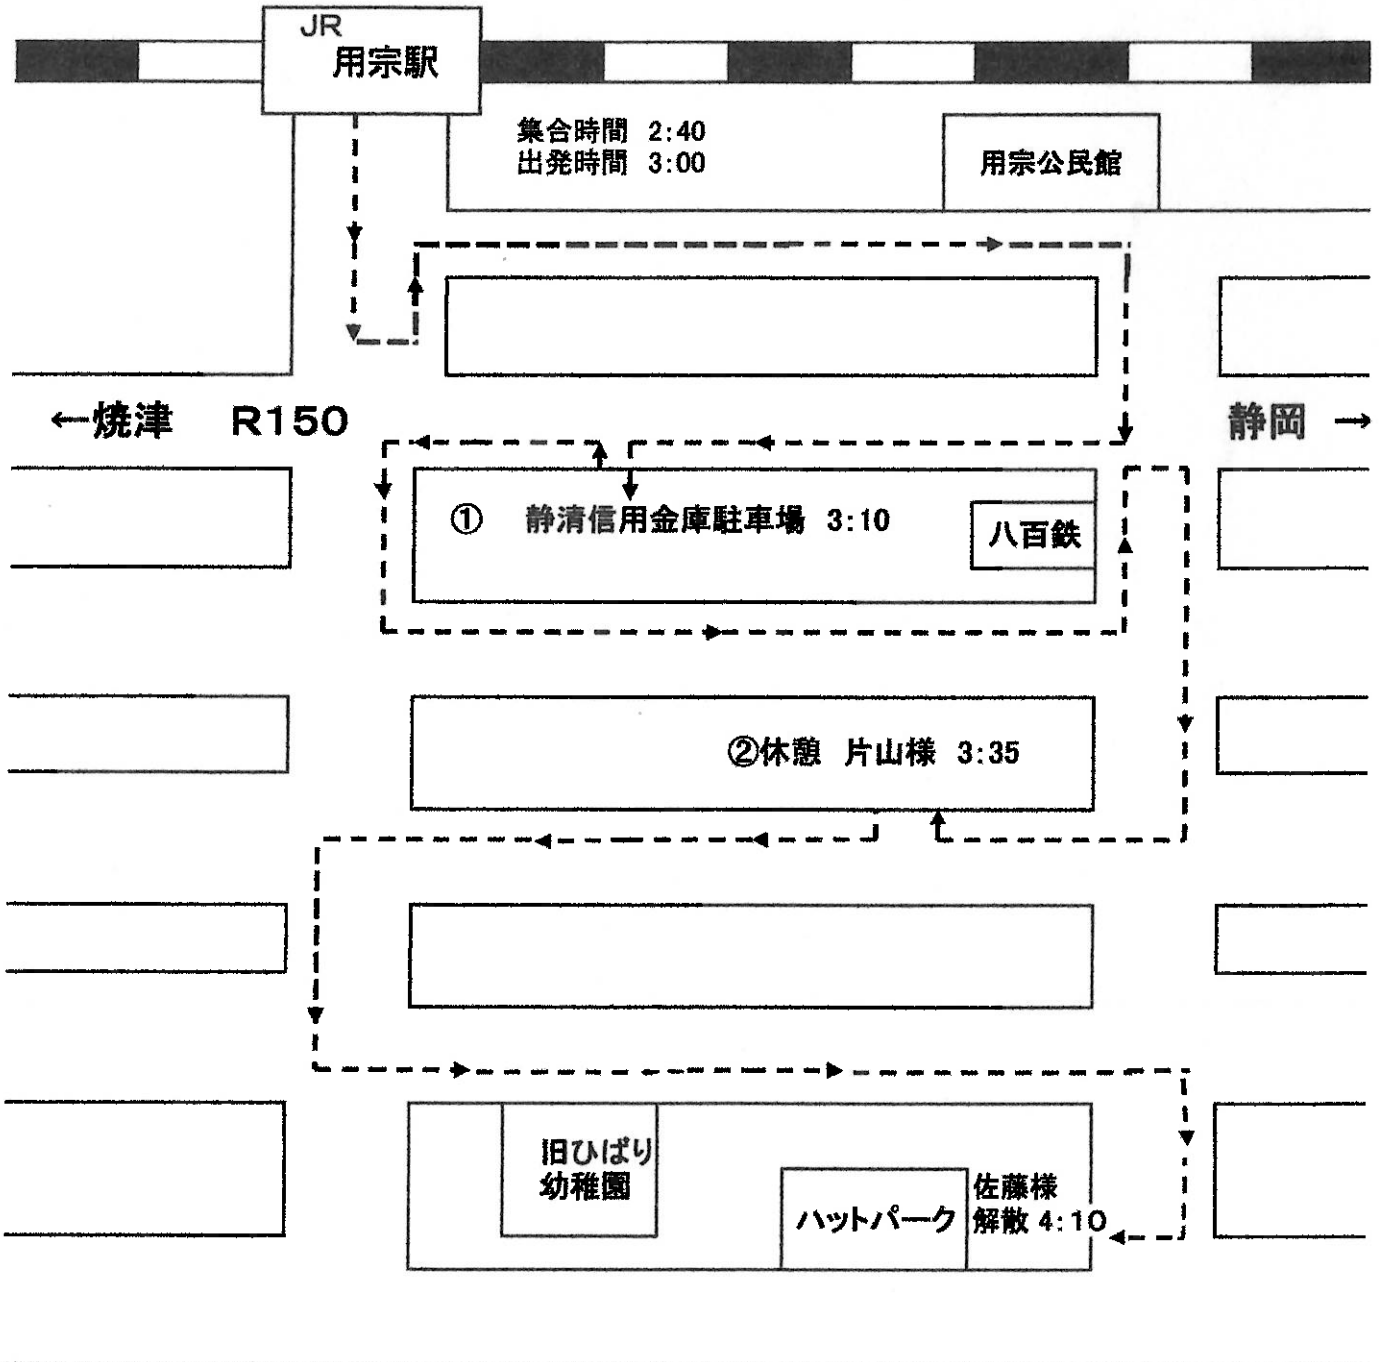 JR
用宗駅
集合時間 2:40
出発時間 3:00
用宗公民館
←焼津 R150
静岡 →
① 静清信用金庫駐車場 3:10
八百鉄
②休憩 片山様 3:35
旧ひばり
幼稚園
ハットパーク
佐藤様
解散 4:10